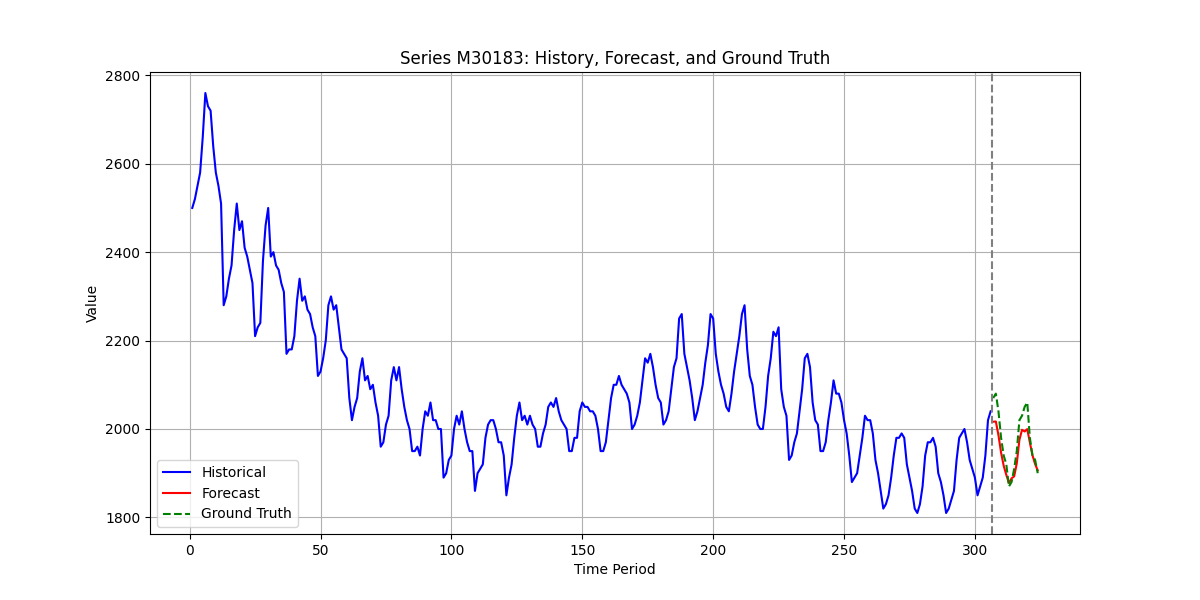 Series M30183: History, Forecast, and Ground Truth
Value
2800
2600
2400
2200
2000
1800
Historical
Forecast
Ground Truth
0 50 100 150 200 250 300
Time Period